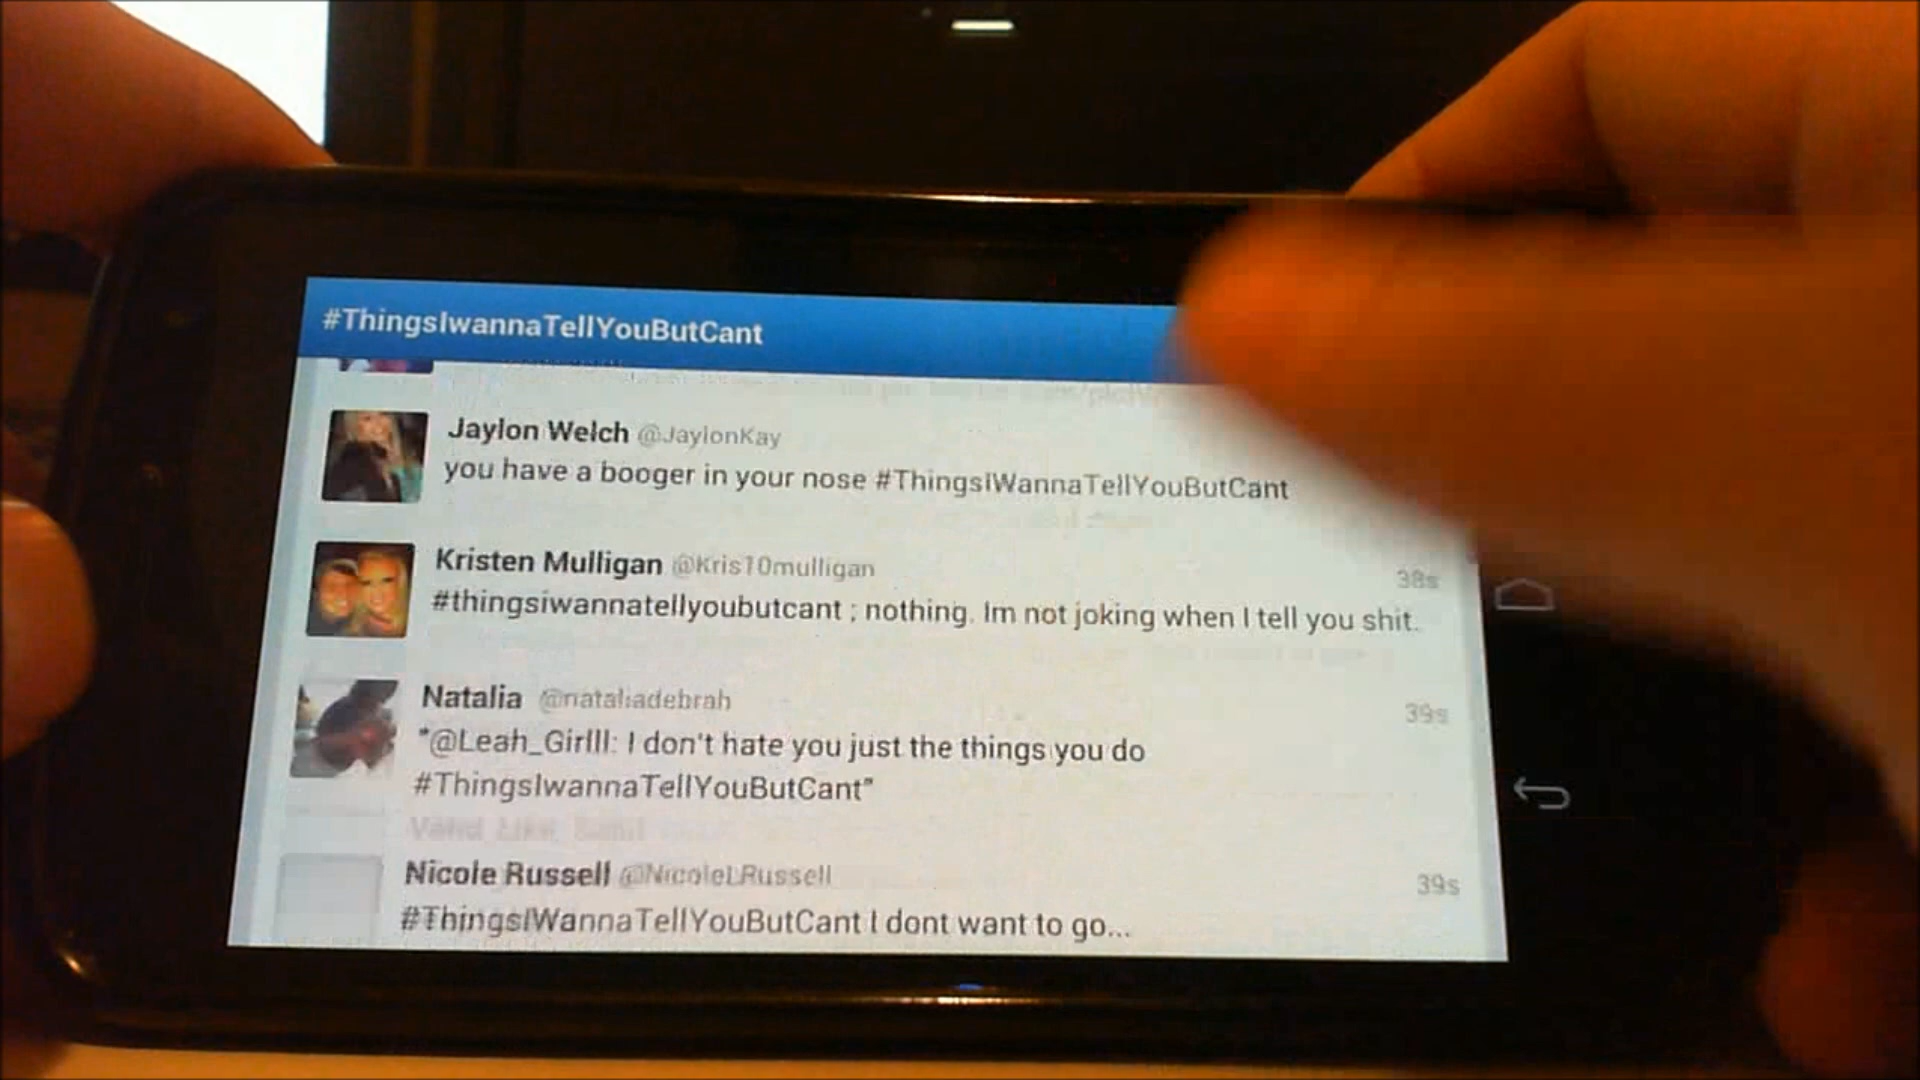 #ThingsIwannaTellYouButCant
Jaylon Welch @JaylonKay
you have a booger in your nose #ThingsIWannaTellYouButCant
Kristen Mulligan @Kris10mulligan
38s
#thingsiwannatellyoubutcant ; nothing. Im not joking when I tell you shit.
Natalia @nataliadebrah
39s
"@Leah_Girlll: I don't hate you just the things you do
#ThingsIwannaTellYouButCant"
Nicole Russell @NicoleLRussell
39s
#ThingsIWannaTellYouButCant I dont want to go...